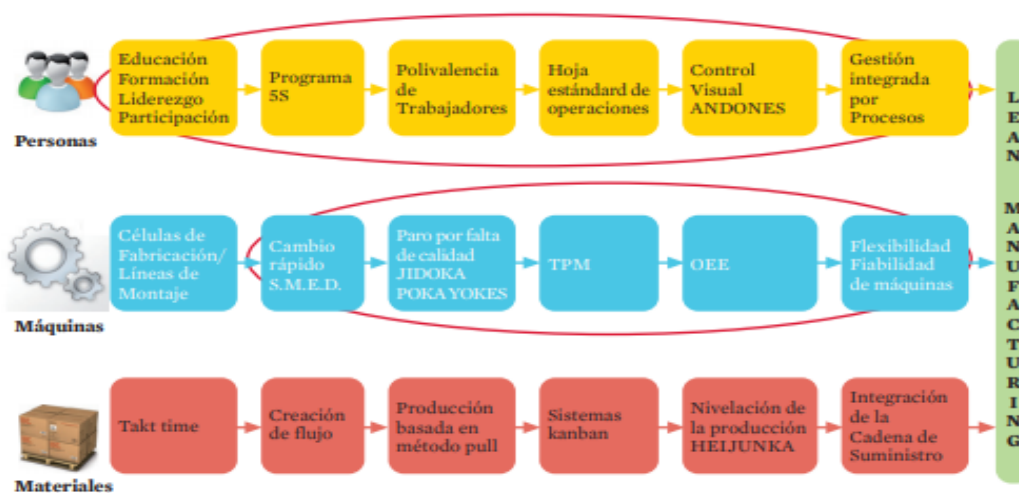 Personas
Educación
Formación
Liderezgo
Participación
Programa
5S
Polivalencia
de
Trabajadores
Hoja
estándard de
operaciones
Control
Visual
ANDONES
Gestión
integrada
por
Procesos
Máquinas
Células de
Fabricación/
Líneas de
Montaje
Cambio
rápido
S.M.E.D.
Paro por falta
de calidad
JIDOKA
POKA YOKES
TPM
OEE
Flexibilidad
Fiabilidad
de máquinas
Materiales
Takt time
Creación
de flujo
Producción
basada en
método pull
Sistemas
kanban
Nivelación de
la producción
HEIJUNKA
Integración
de la
Cadena de
Suministro
LEAN MANUFACTURING